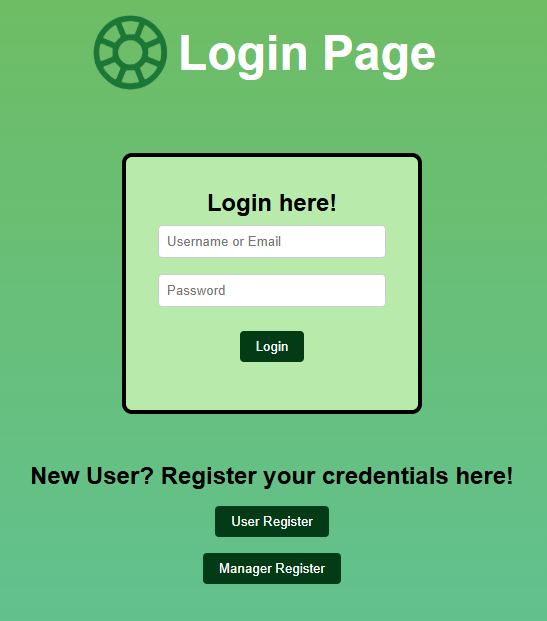 Login Page
Login here!
Username or Email
Password
Login
New User? Register your credentials here!
User Register
Manager Register